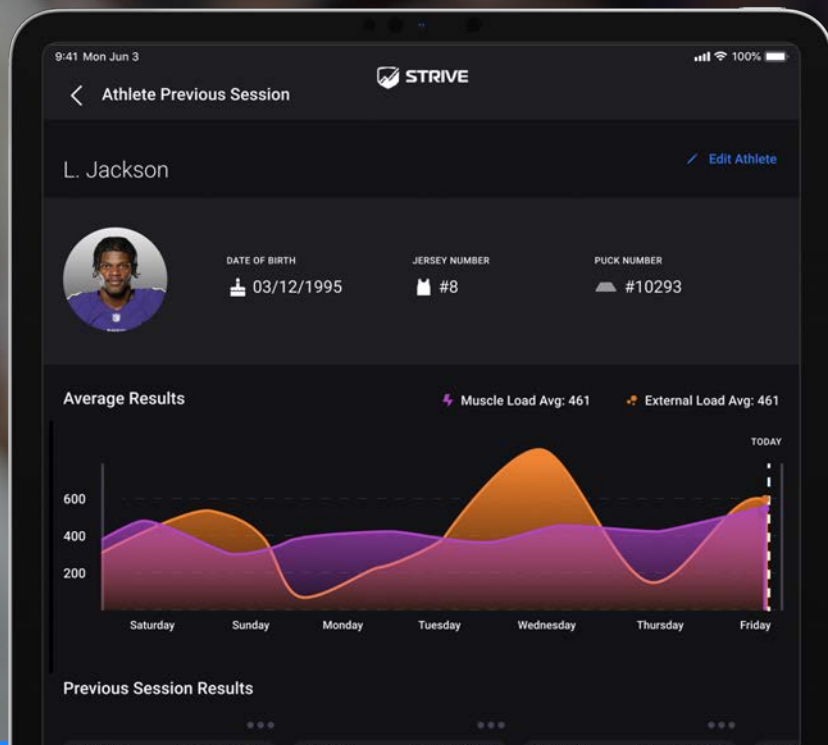 9:41 Mon Jun 3
100%
STRIVE
Athlete Previous Session
L. Jackson
Edit Athlete
DATE OF BIRTH
JERSEY NUMBER
PUCK NUMBER
03/12/1995
#8
#10293
Average Results
Muscle Load Avg: 461
External Load Avg: 461
TODAY
600
400
200
Saturday
Sunday
Monday
Tuesday
Wednesday
Thursday
Friday
Previous Session Results